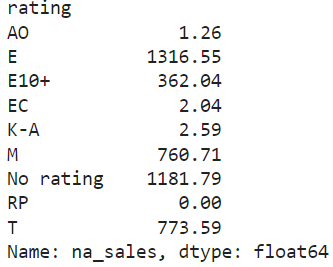 rating
AO 1.26
E 1316.55
E10+ 362.04
EC 2.04
K-A 2.59
M 760.71
No rating 1181.79
RP 0.00
T 773.59
Name: na_sales, dtype: float64